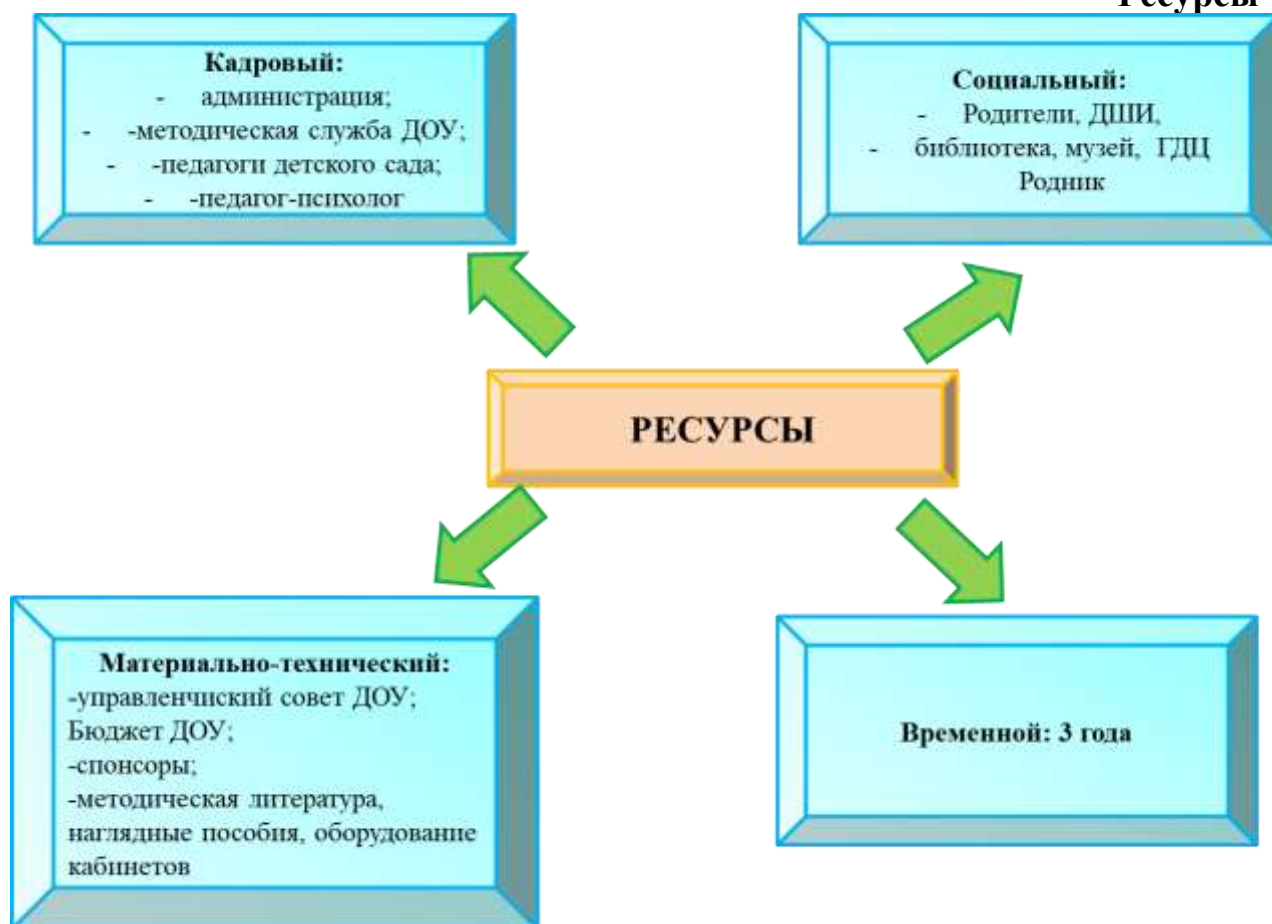 Ресурсы
Кадровый:
- администрация;
- -методическая служба ДОУ;
- -педагоги детского сада;
- -педагог-психолог
Социальный:
- Родители, ДШИ,
- библиотека, музей, ГДЦ
Родник
РЕСУРСЫ
Материально-технический:
-управленчиский совет ДОУ;
Бюджет ДОУ;
-спонсоры;
-методическая литература,
наглядные пособия, оборудование
кабинетов
Временной: 3 года